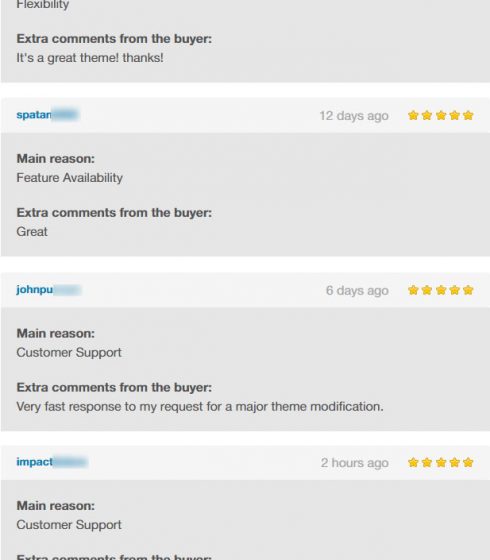 Flexibility
Extra comments from the buyer:
It's a great theme! thanks!
spatan
12 days ago
Main reason:
Feature Availability
Extra comments from the buyer:
Great
johnpu
6 days ago
Main reason:
Customer Support
Extra comments from the buyer:
Very fast response to my request for a major theme modification.
impact
2 hours ago
Main reason:
Customer Support
Extra comments from the buyer: